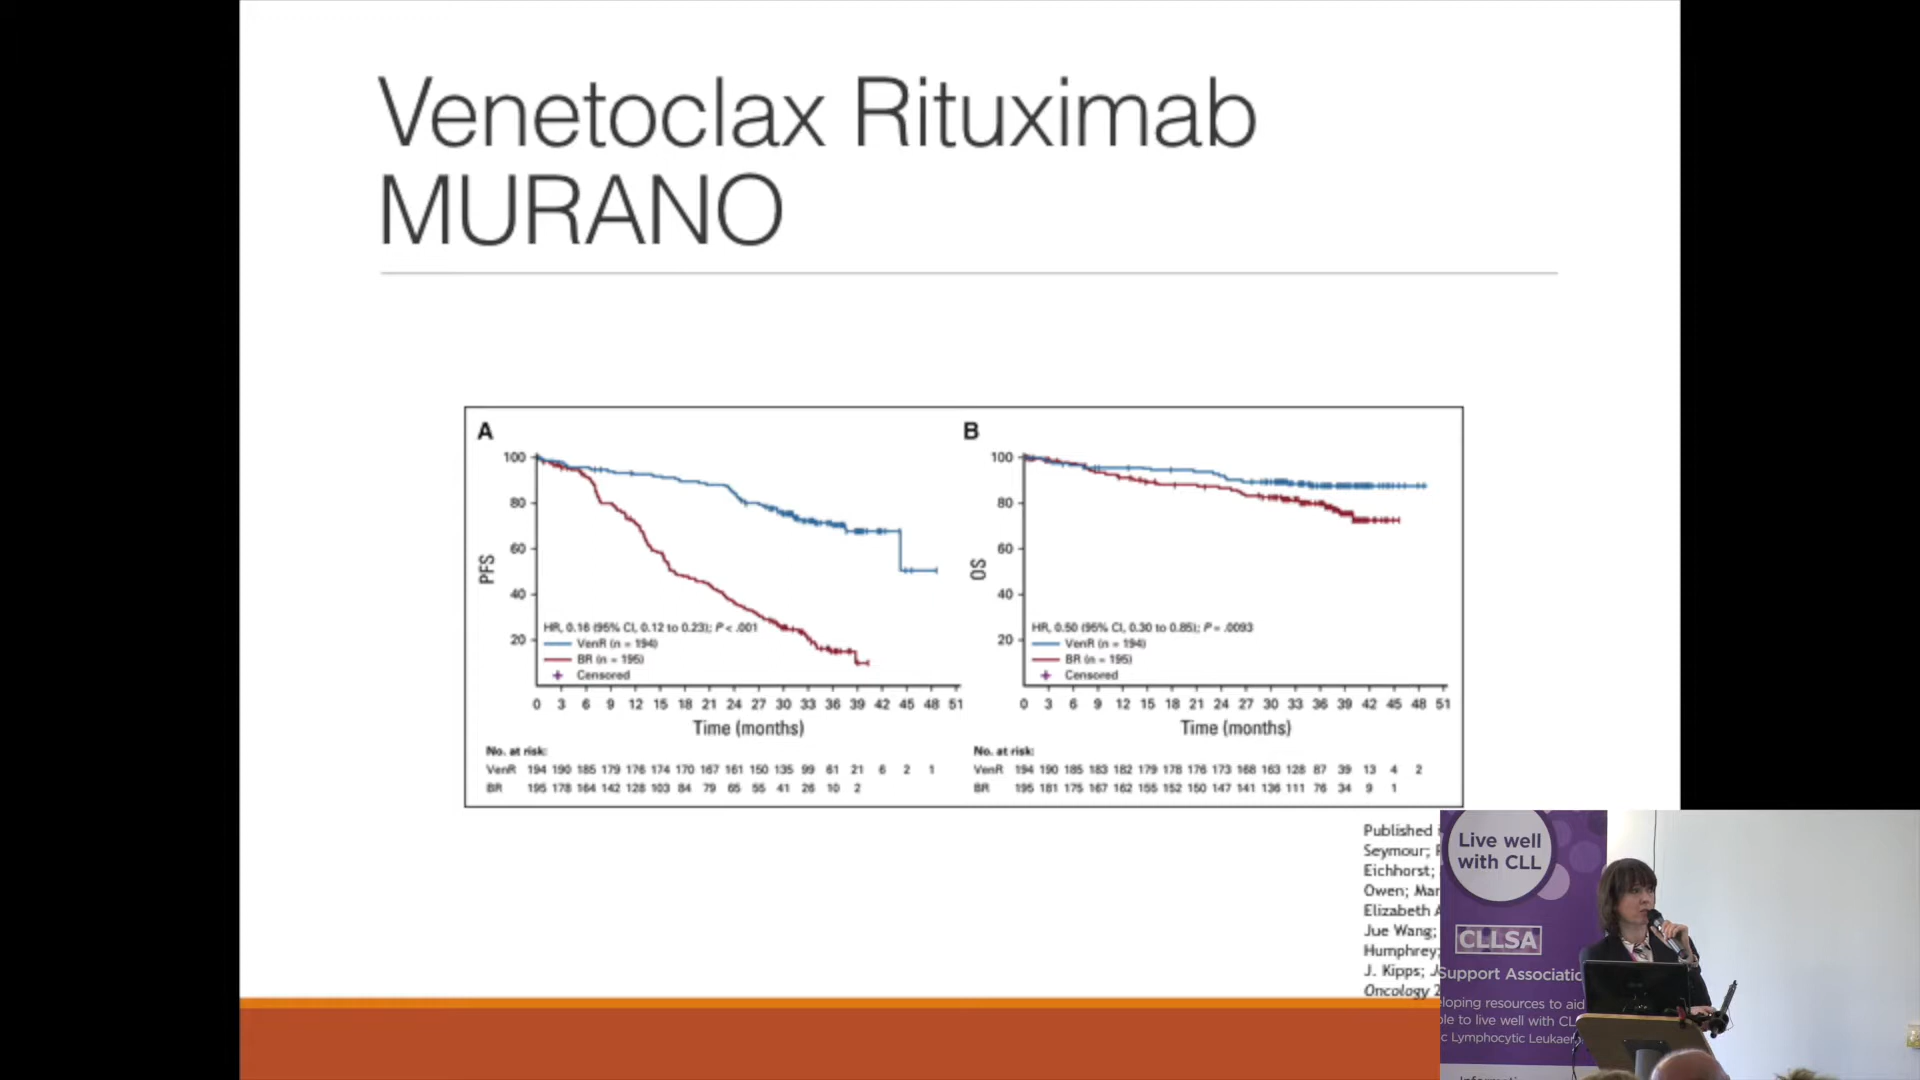 Venetoclax Rituximab
MURANO
A
100
80
60
40
20
PFS
HR, 0.16 (95% CI, 0.12 to 0.23); P < .001
VenR (n = 194)
BR (n = 195)
Censored
0 3 6 9 12 15 18 21 24 27 30 33 36 39 42 45 48 51
Time (months)
No. at risk:
VenR 194 190 185 179 176 174 170 167 161 150 135 99 61 21 6 2 1
BR 195 178 164 142 128 103 84 79 65 55 41 26 10 2
B
100
80
60
40
20
OS
HR, 0.50 (95% CI, 0.30 to 0.85); P = .0093
VenR (n = 194)
BR (n = 195)
Censored
0 3 6 9 12 15 18 21 24 27 30 33 36 39 42 45 48 51
Time (months)
No. at risk:
VenR 194 190 185 183 182 179 178 176 173 168 163 128 87 39 13 4 2
BR 195 181 175 167 162 155 152 150 147 141 136 111 76 34 9 1
Published
Seymour;
Eichhorst;
Owen;
Elizabeth
Jue Wang;
Humphrey;
J. Kipps;
Oncology
Live well
with CLL
CLLSA
Support
resources to aid
to live well with
Lymphocytic